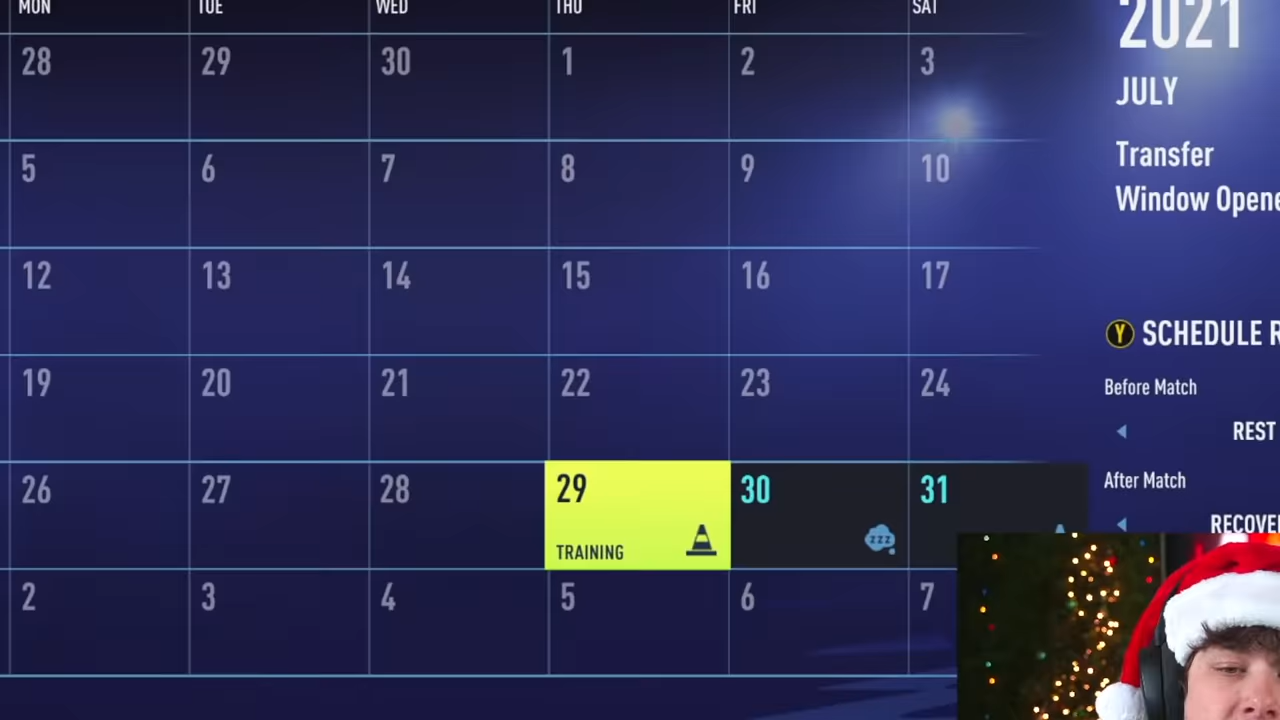 MON TUE WED THU FRI SAT
28 29 30 1 2 3
5 6 7 8 9 10
12 13 14 15 16 17
19 20 21 22 23 24
26 27 28 29 30 31
TRAINING
zzz
2 3 4 5 6 7
2021
JULY
Transfer
Window Opene
Y SCHEDULE R
Before Match
REST
After Match
RECOVE